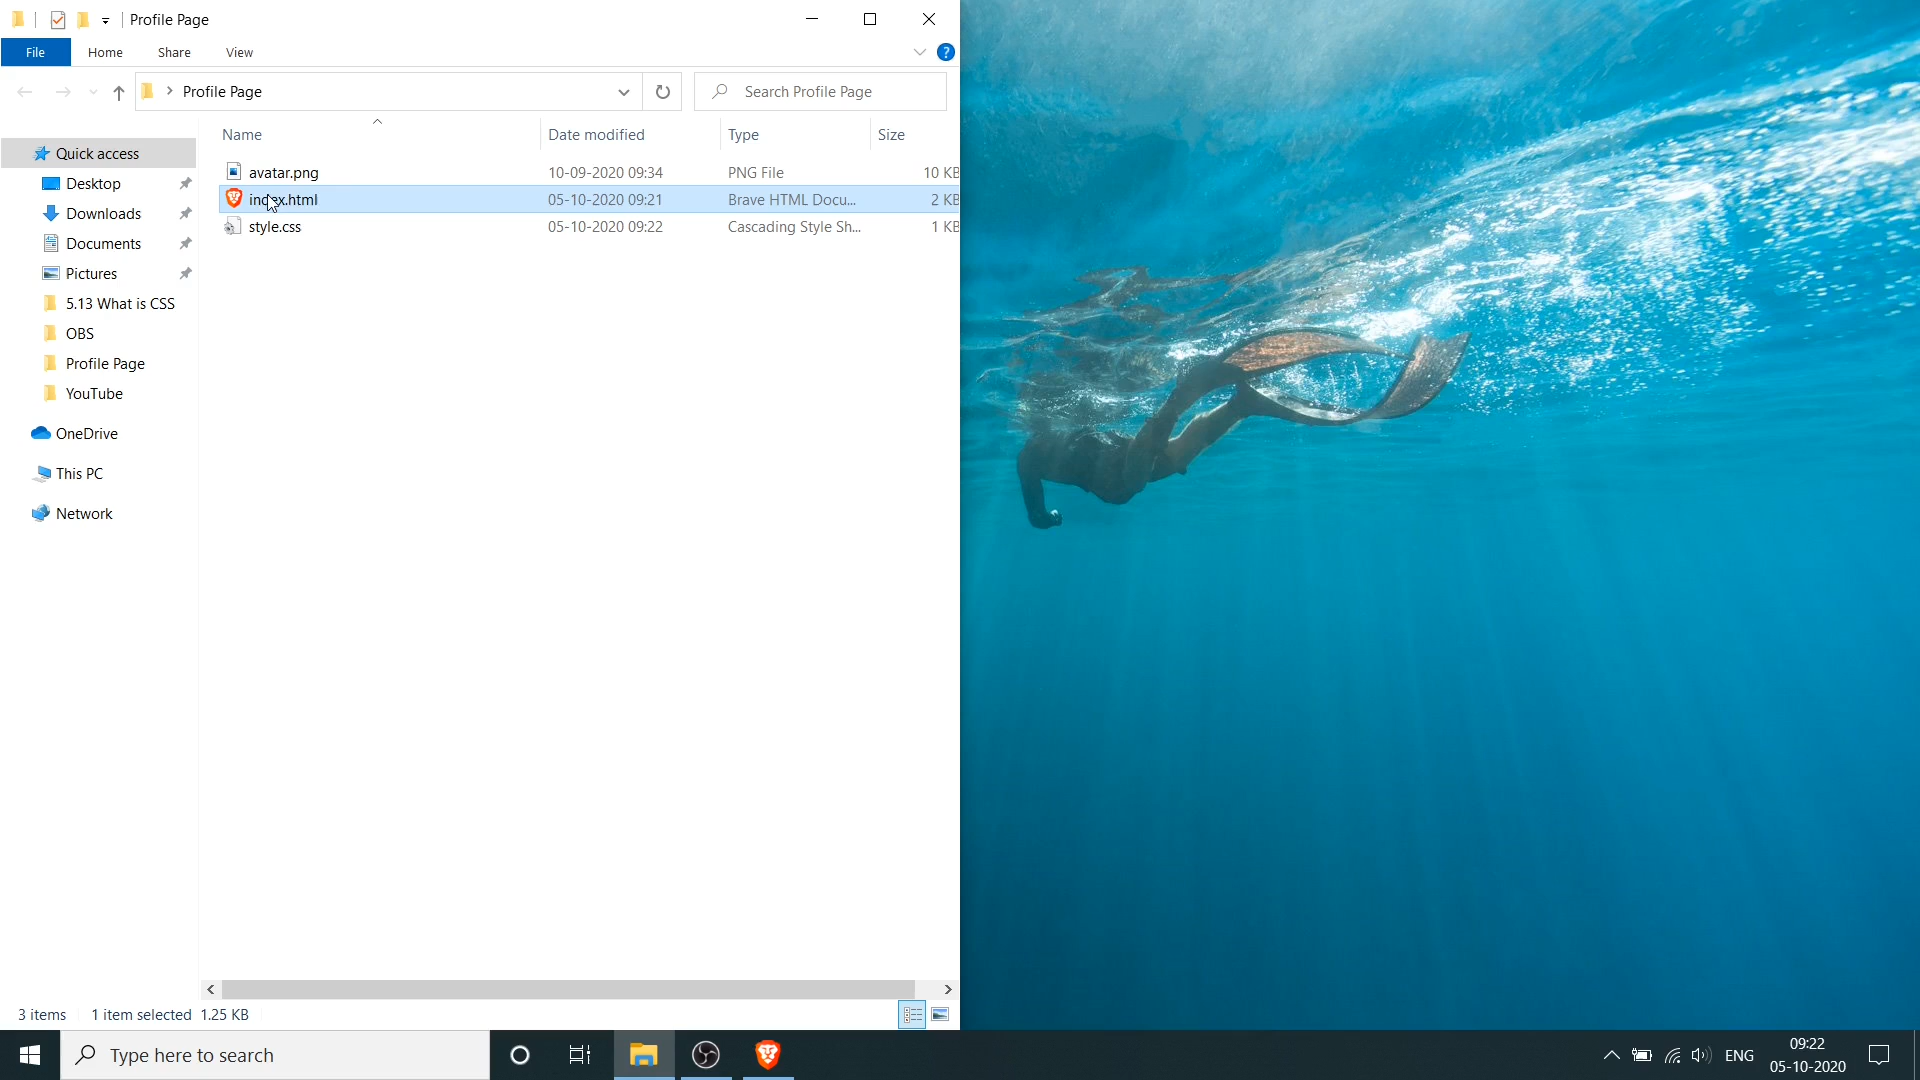 Profile Page
File Home Share View
Profile Page
Search Profile Page
Name Date modified Type Size
avatar.png 10-09-2020 09:34 PNG File 10 KB
index.html 05-10-2020 09:21 Brave HTML Docu... 2 KB
style.css 05-10-2020 09:22 Cascading Style Sh... 1 KB
Quick access
Desktop
Downloads
Documents
Pictures
5.13 What is CSS
OBS
Profile Page
YouTube
OneDrive
This PC
Network
3 items 1 item selected 1.25 KB
Type here to search
ENG
09:22
05-10-2020